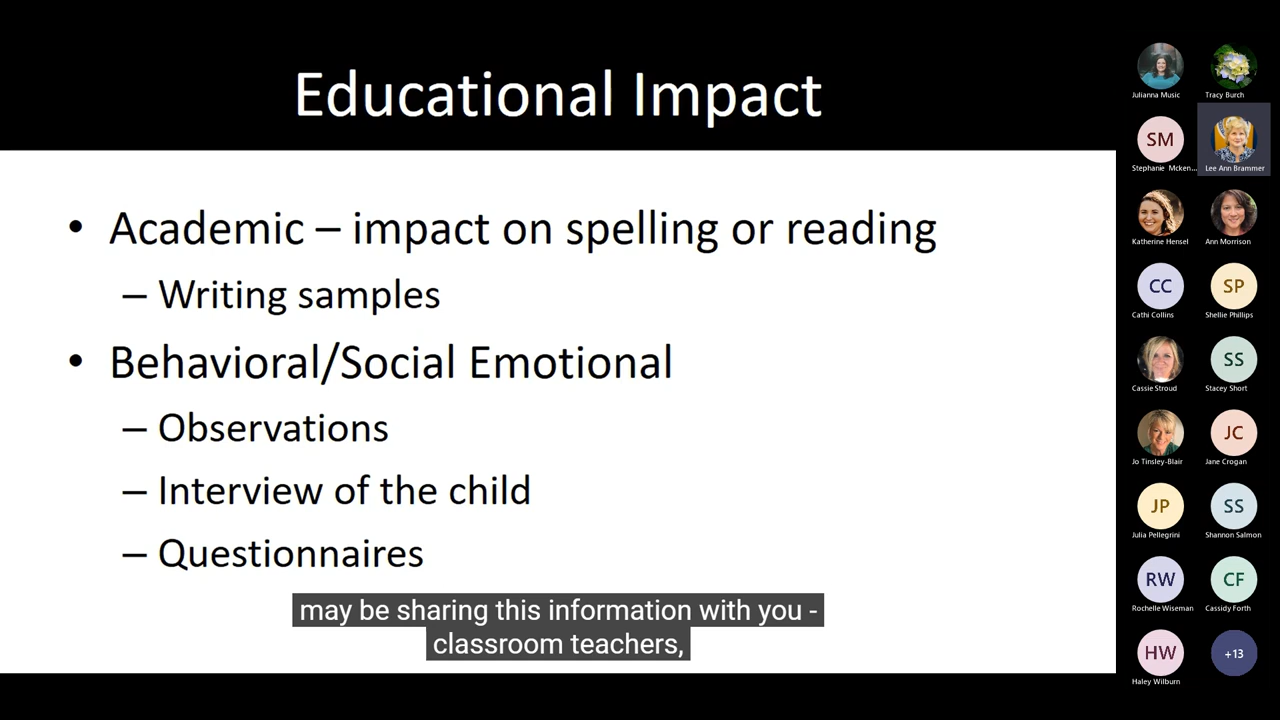 Educational Impact
• Academic – impact on spelling or reading
– Writing samples
• Behavioral/Social Emotional
– Observations
– Interview of the child
– Questionnaires
may be sharing this information with you -
classroom teachers,
Julianna Music
Tracy Burch
SM
Stephanie Mcken...
Lee Ann Brammer
Katherine Hensel
Ann Morrison
CC
Cathi Collins
SP
Shellie Phillips
Cassie Stroud
SS
Stacey Short
Jo Tinsley-Blair
JC
Jane Crogan
JP
Julia Pellegrini
SS
Shannon Salmon
RW
Rochelle Wiseman
CF
Cassidy Forth
HW
Haley Wilburn
+13